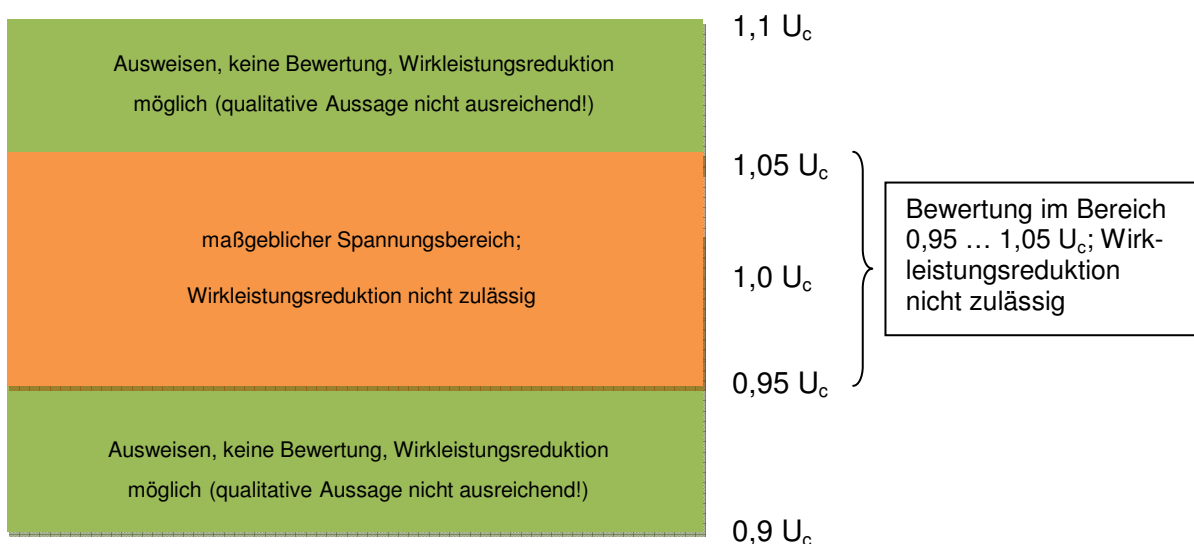 1,1 Uc
Ausweisen, keine Bewertung, Wirkleistungsreduktion
möglich (qualitative Aussage nicht ausreichend!)
1,05 Uc
maßgeblicher Spannungsbereich;
Wirkleistungsreduktion nicht zulässig
1,0 Uc
Bewertung im Bereich
0,95 … 1,05 Uc; Wirk-
leistungsreduktion
nicht zulässig
0,95 Uc
Ausweisen, keine Bewertung, Wirkleistungsreduktion
möglich (qualitative Aussage nicht ausreichend!)
0,9 Uc